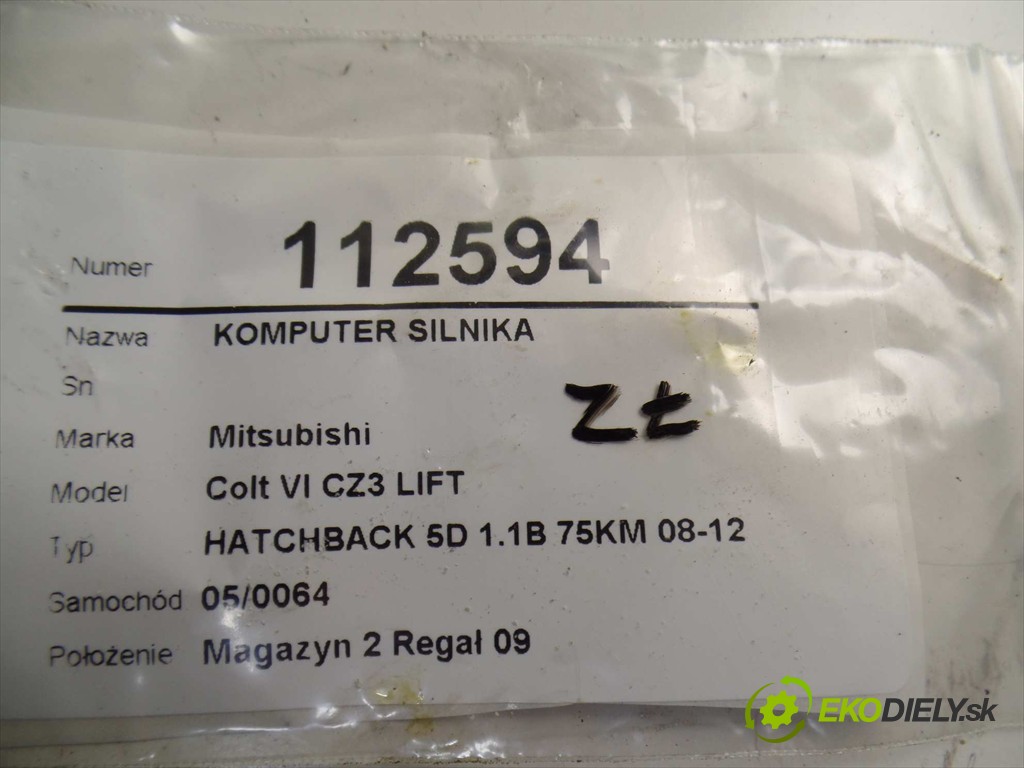 Numer 112594
Nazwa KOMPUTER SILNIKA
Sn
ZŁ
Marka Mitsubishi
Model Colt VI CZ3 LIFT
Typ HATCHBACK 5D 1.1B 75KM 08-12
Samochód 05/0064
Położenie Magazyn 2 Regał 09
EKODIELY.sk